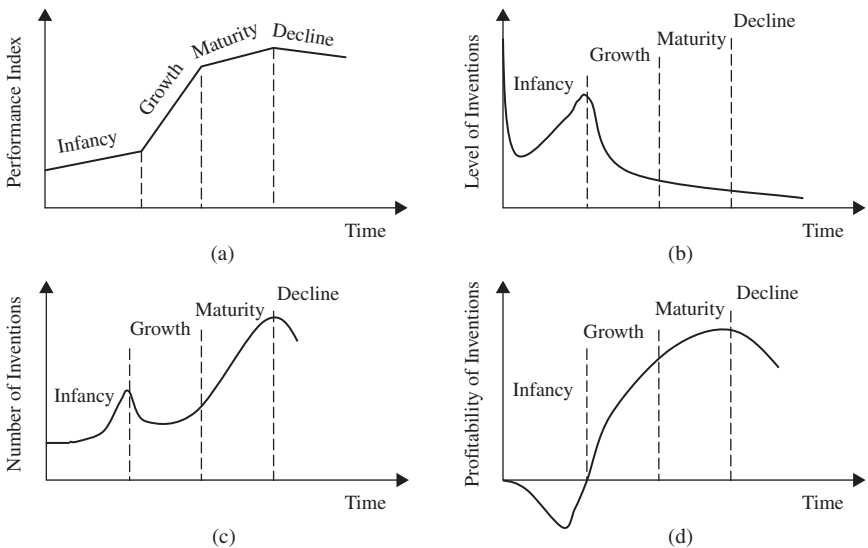 Performance Index
Infancy
Growth
Maturity
Decline
Time
(a)
Level of Inventions
Infancy
Growth
Maturity
Decline
Time
(b)
Number of Inventions
Infancy
Growth
Maturity
Decline
Time
(c)
Profitability of Inventions
Infancy
Growth
Maturity
Decline
Time
(d)